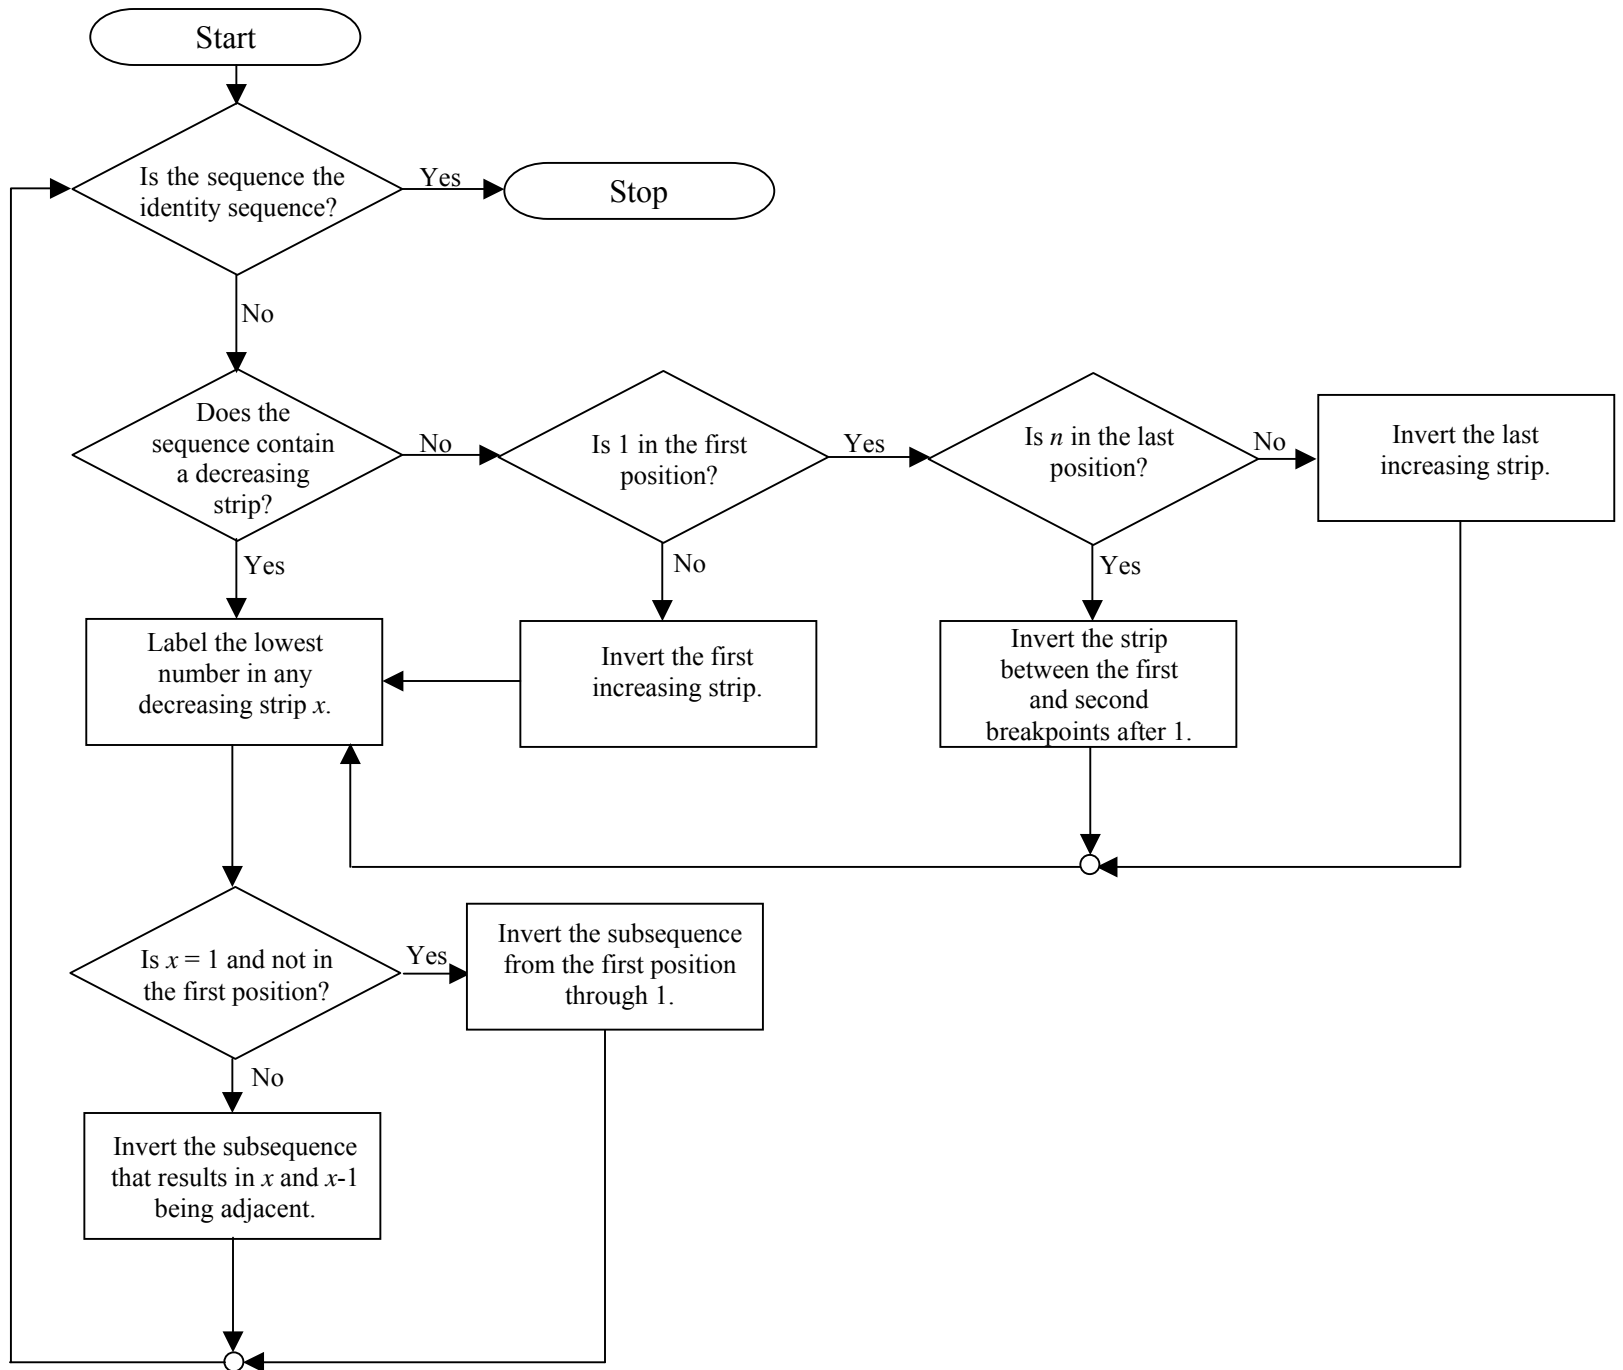 Start
Is the sequence the
identity sequence?
Yes
Stop
No
Does the
sequence contain
a decreasing
strip?
No
Is 1 in the first
position?
Yes
Is n in the last
position?
No
Invert the last
increasing strip.
Yes
No
Yes
Label the lowest
number in any
decreasing strip x.
Invert the first
increasing strip.
Invert the strip
between the first
and second
breakpoints after 1.
Is x = 1 and not in
the first position?
Yes
Invert the subsequence
from the first position
through 1.
No
Invert the subsequence
that results in x and x-1
being adjacent.